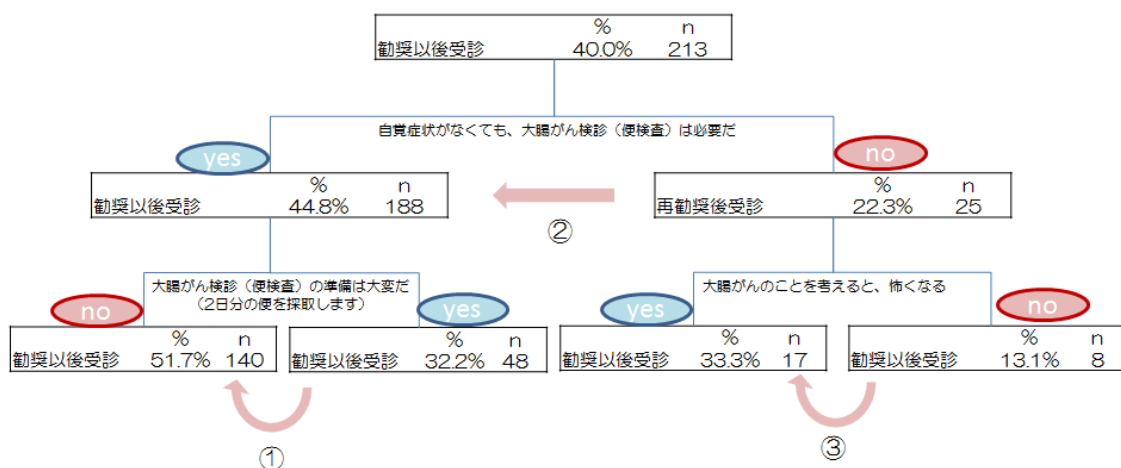 % n
勧奨以後受診 40.0% 213
自覚症状がなくても、大腸がん検診（便検査）は必要だ
yes
no
% n
勧奨以後受診 44.8% 188
% n
再勧奨後受診 22.3% 25
②
大腸がん検診（便検査）の準備は大変だ
（2日分の便を採取します）
大腸がんのことを考えると、怖くなる
no
yes
yes
no
% n
勧奨以後受診 51.7% 140
% n
勧奨以後受診 32.2% 48
% n
勧奨以後受診 33.3% 17
% n
勧奨以後受診 13.1% 8
①
③